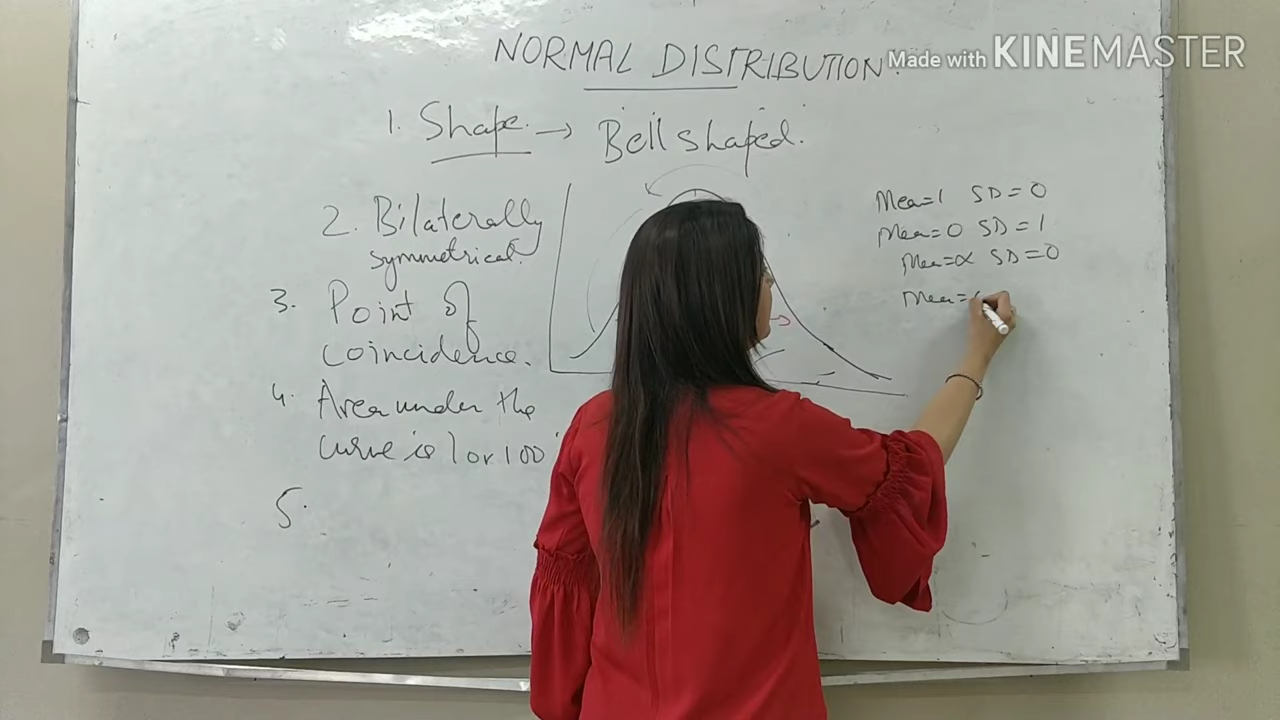 NORMAL DISTRIBUTION.
Made with KINEMASTER
1. Shape. → Bell shaped.
2. Bilaterally
symmetrical.
3. Point of
coincidence.
4. Area under the
curve is 1 or 100
5.
Mean=1 SD=0
Mean=0 SD=1
Mean=∝ SD=0
Mean=